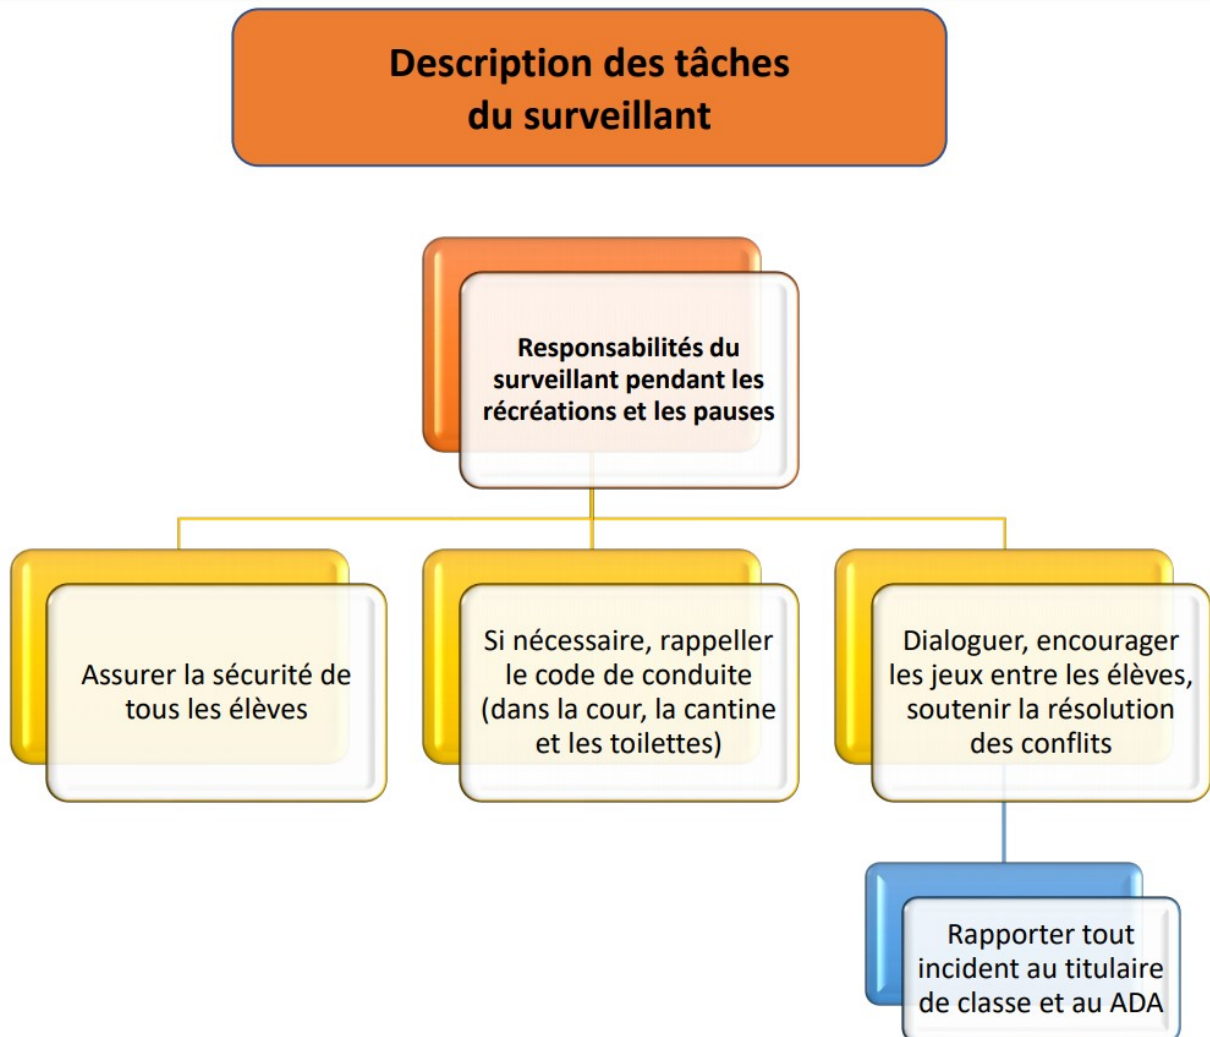 Description des tâches
du surveillant
Responsabilités du
surveillant pendant les
récréations et les pauses
Assurer la sécurité de
tous les élèves
Si nécessaire, rappeller
le code de conduite
(dans la cour, la cantine
et les toilettes)
Dialoguer, encourager
les jeux entre les élèves,
soutenir la résolution
des conflits
Rapporter tout
incident au titulaire
de classe et au ADA